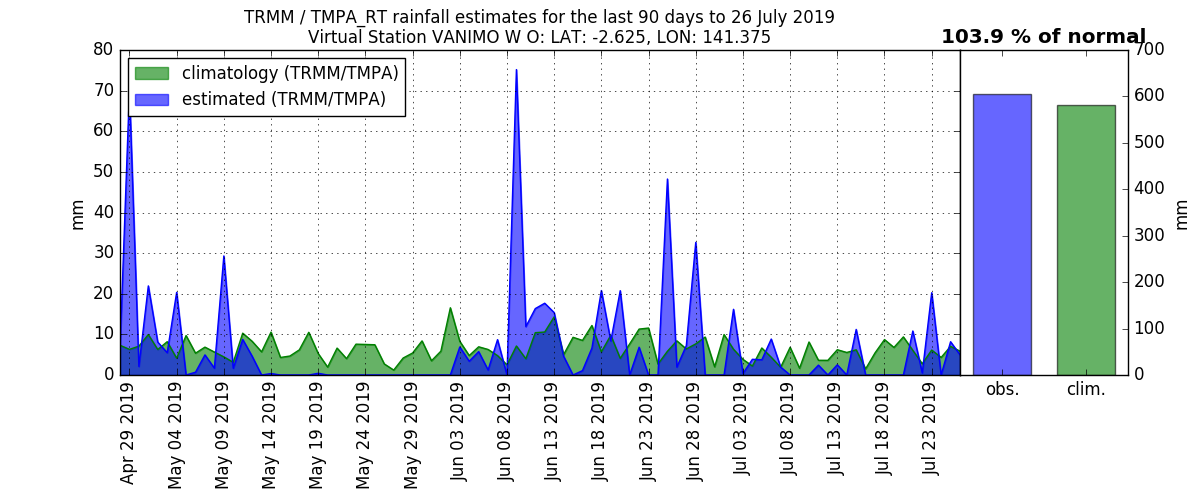 TRMM / TMPA_RT rainfall estimates for the last 90 days to 26 July 2019
Virtual Station VANIMO W O: LAT: -2.625, LON: 141.375
103.9 % of normal
climatology (TRMM/TMPA)
estimated (TRMM/TMPA)
mm
80
70
60
50
40
30
20
10
0
Apr 29 2019
May 04 2019
May 09 2019
May 14 2019
May 19 2019
May 24 2019
May 29 2019
Jun 03 2019
Jun 08 2019
Jun 13 2019
Jun 18 2019
Jun 23 2019
Jun 28 2019
Jul 03 2019
Jul 08 2019
Jul 13 2019
Jul 18 2019
Jul 23 2019
obs.
clim.
700
600
500
400
300
200
100
0
mm